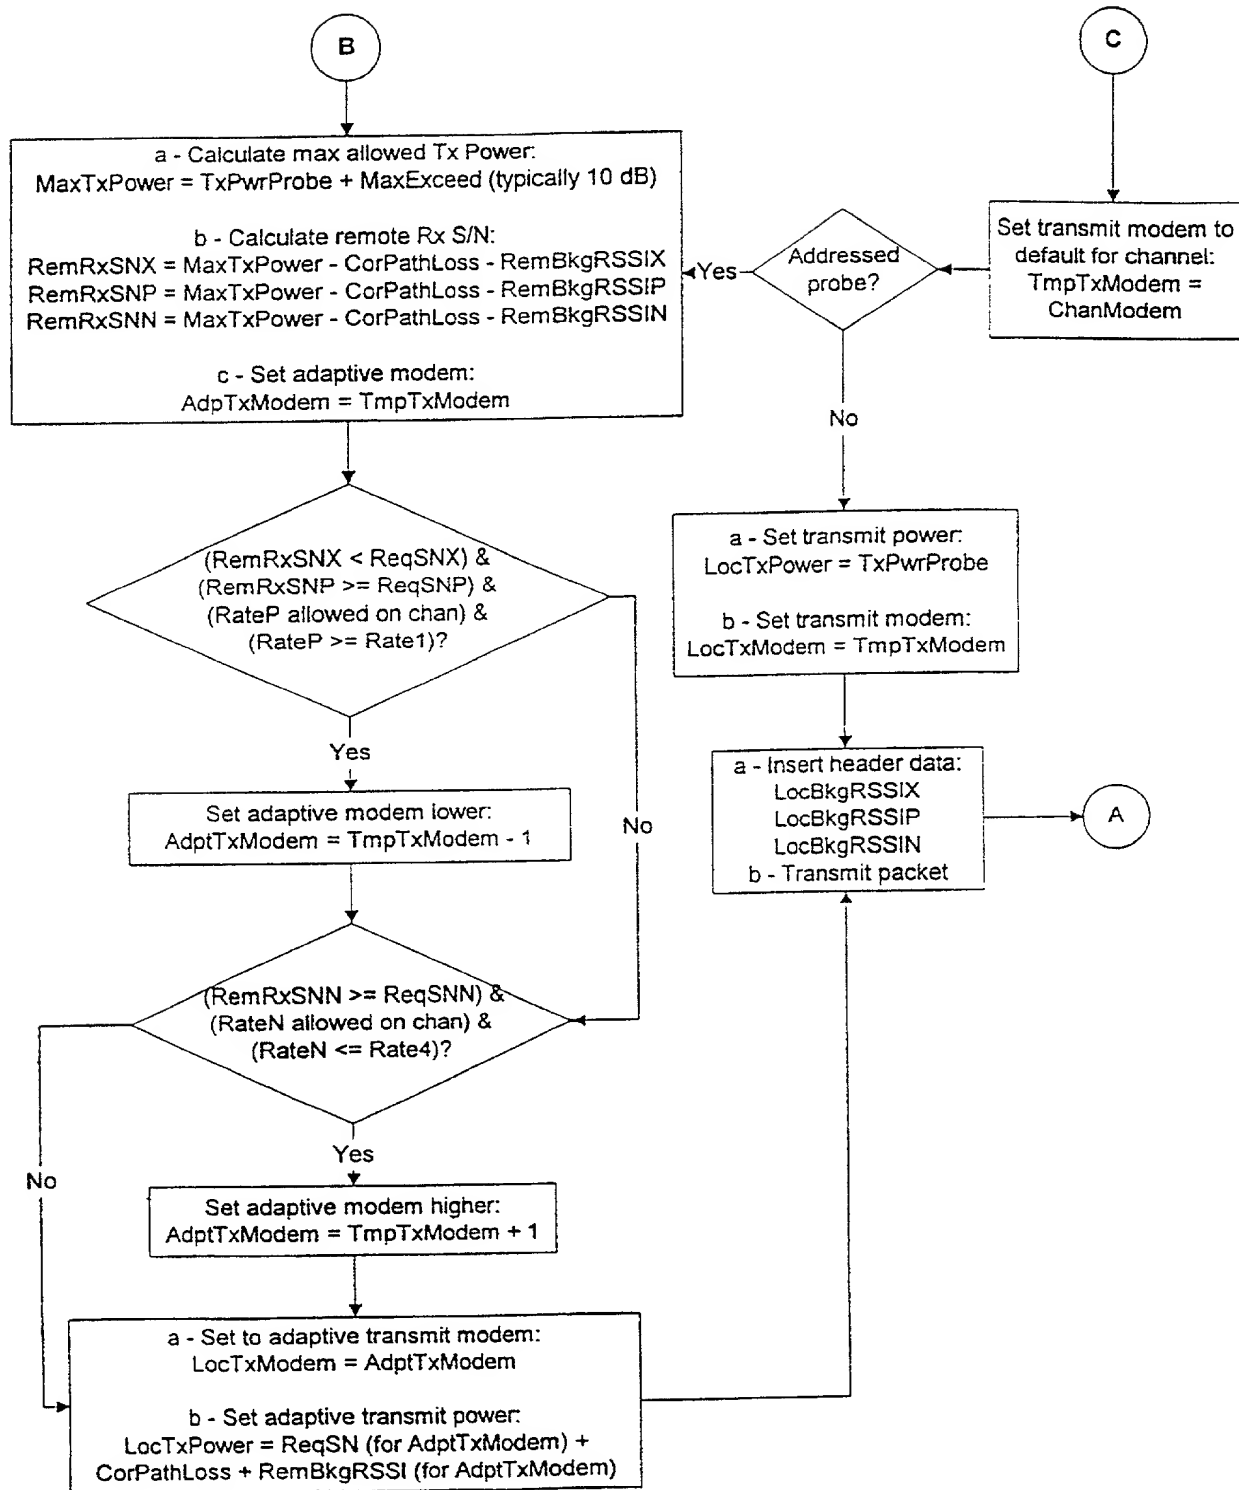 B
C
a - Calculate max allowed Tx Power:
MaxTxPower = TxPwrProbe + MaxExceed (typically 10 dB)
b - Calculate remote Rx S/N:
RemRxSNX = MaxTxPower - CorPathLoss - RemBkgRSSIX
RemRxSNP = MaxTxPower - CorPathLoss - RemBkgRSSIP
RemRxSNN = MaxTxPower - CorPathLoss - RemBkgRSSIN
c - Set adaptive modem:
AdpTxModem = TmpTxModem
Yes
Addressed
probe?
Set transmit modem to
default for channel:
TmpTxModem =
ChanModem
No
(RemRxSNX < ReqSNX) &
(RemRxSNP >= ReqSNP) &
(RateP allowed on chan) &
(RateP >= Rate1)?
a - Set transmit power:
LocTxPower = TxPwrProbe
b - Set transmit modem:
LocTxModem = TmpTxModem
Yes
No
Set adaptive modem lower:
AdptTxModem = TmpTxModem - 1
a - Insert header data:
LocBkgRSSIX
LocBkgRSSIP
LocBkgRSSIN
b - Transmit packet
A
(RemRxSNN >= ReqSNN) &
(RateN allowed on chan) &
(RateN <= Rate4)?
Yes
No
Set adaptive modem higher:
AdptTxModem = TmpTxModem + 1
a - Set to adaptive transmit modem:
LocTxModem = AdptTxModem
b - Set adaptive transmit power:
LocTxPower = ReqSN (for AdptTxModem) +
CorPathLoss + RemBkgRSSI (for AdptTxModem)